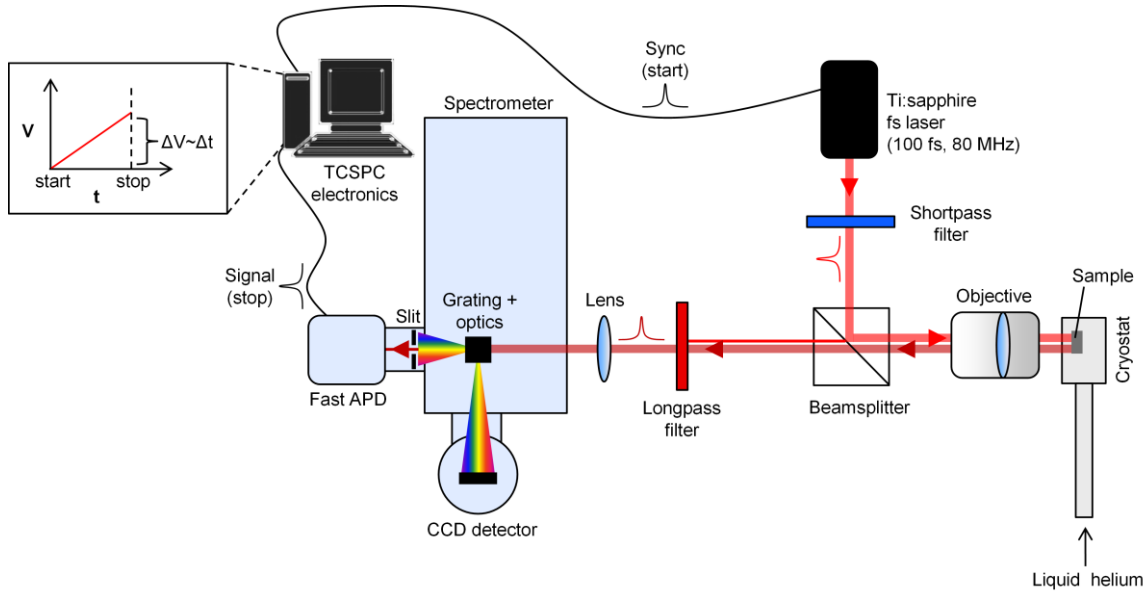 Sync
(start)
Ti:sapphire
fs laser
(100 fs, 80 MHz)
V
ΔV~Δt
start
stop
t
TCSPC
electronics
Spectrometer
Shortpass
filter
Signal
(stop)
Slit
Grating +
optics
Lens
Objective
Sample
Cryostat
Fast APD
Longpass
filter
Beamsplitter
CCD detector
Liquid helium